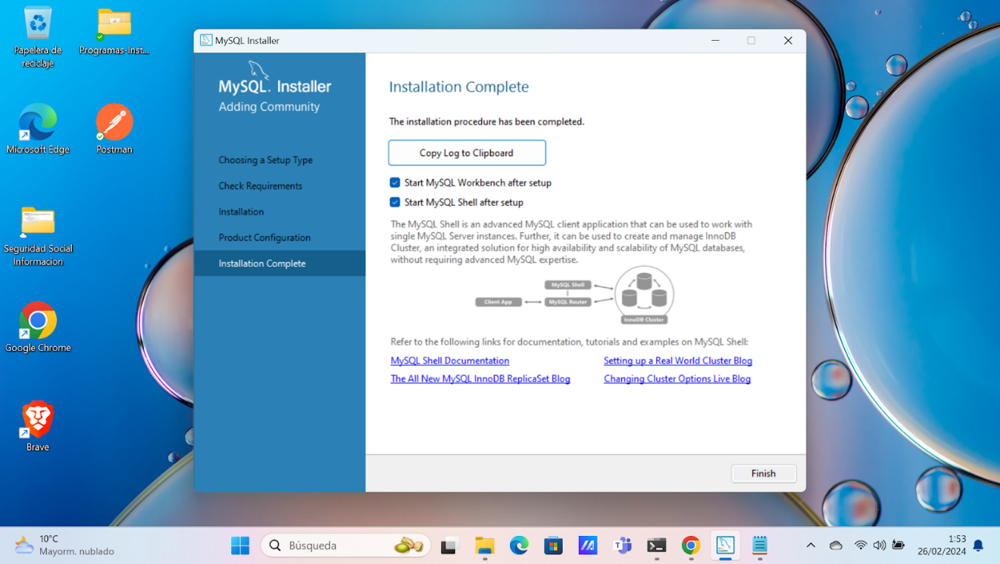 Papelera de
reciclaje
Programas-Inst...
Microsoft Edge
Postman
Seguridad Social
Informacion
Google Chrome
Brave
MySQL Installer
MySQL. Installer
Adding Community
Choosing a Setup Type
Check Requirements
Installation
Product Configuration
Installation Complete
Installation Complete
The installation procedure has been completed.
Copy Log to Clipboard
Start MySQL Workbench after setup
Start MySQL Shell after setup
The MySQL Shell is an advanced MySQL client application that can be used to work with
single MySQL Server instances. Further, it can be used to create and manage InnoDB
Cluster, an integrated solution for high availability and scalability of MySQL databases,
without requiring advanced MySQL expertise.
MySQL Shell
Client App
MySQL Router
InnoDB Cluster
Refer to the following links for documentation, tutorials and examples on MySQL Shell:
MySQL Shell Documentation
Setting up a Real World Cluster Blog
The All New MySQL InnoDB ReplicaSet Blog
Changing Cluster Options Live Blog
Finish
10°C
Mayorm. nublado
Búsqueda
1:53
26/02/2024